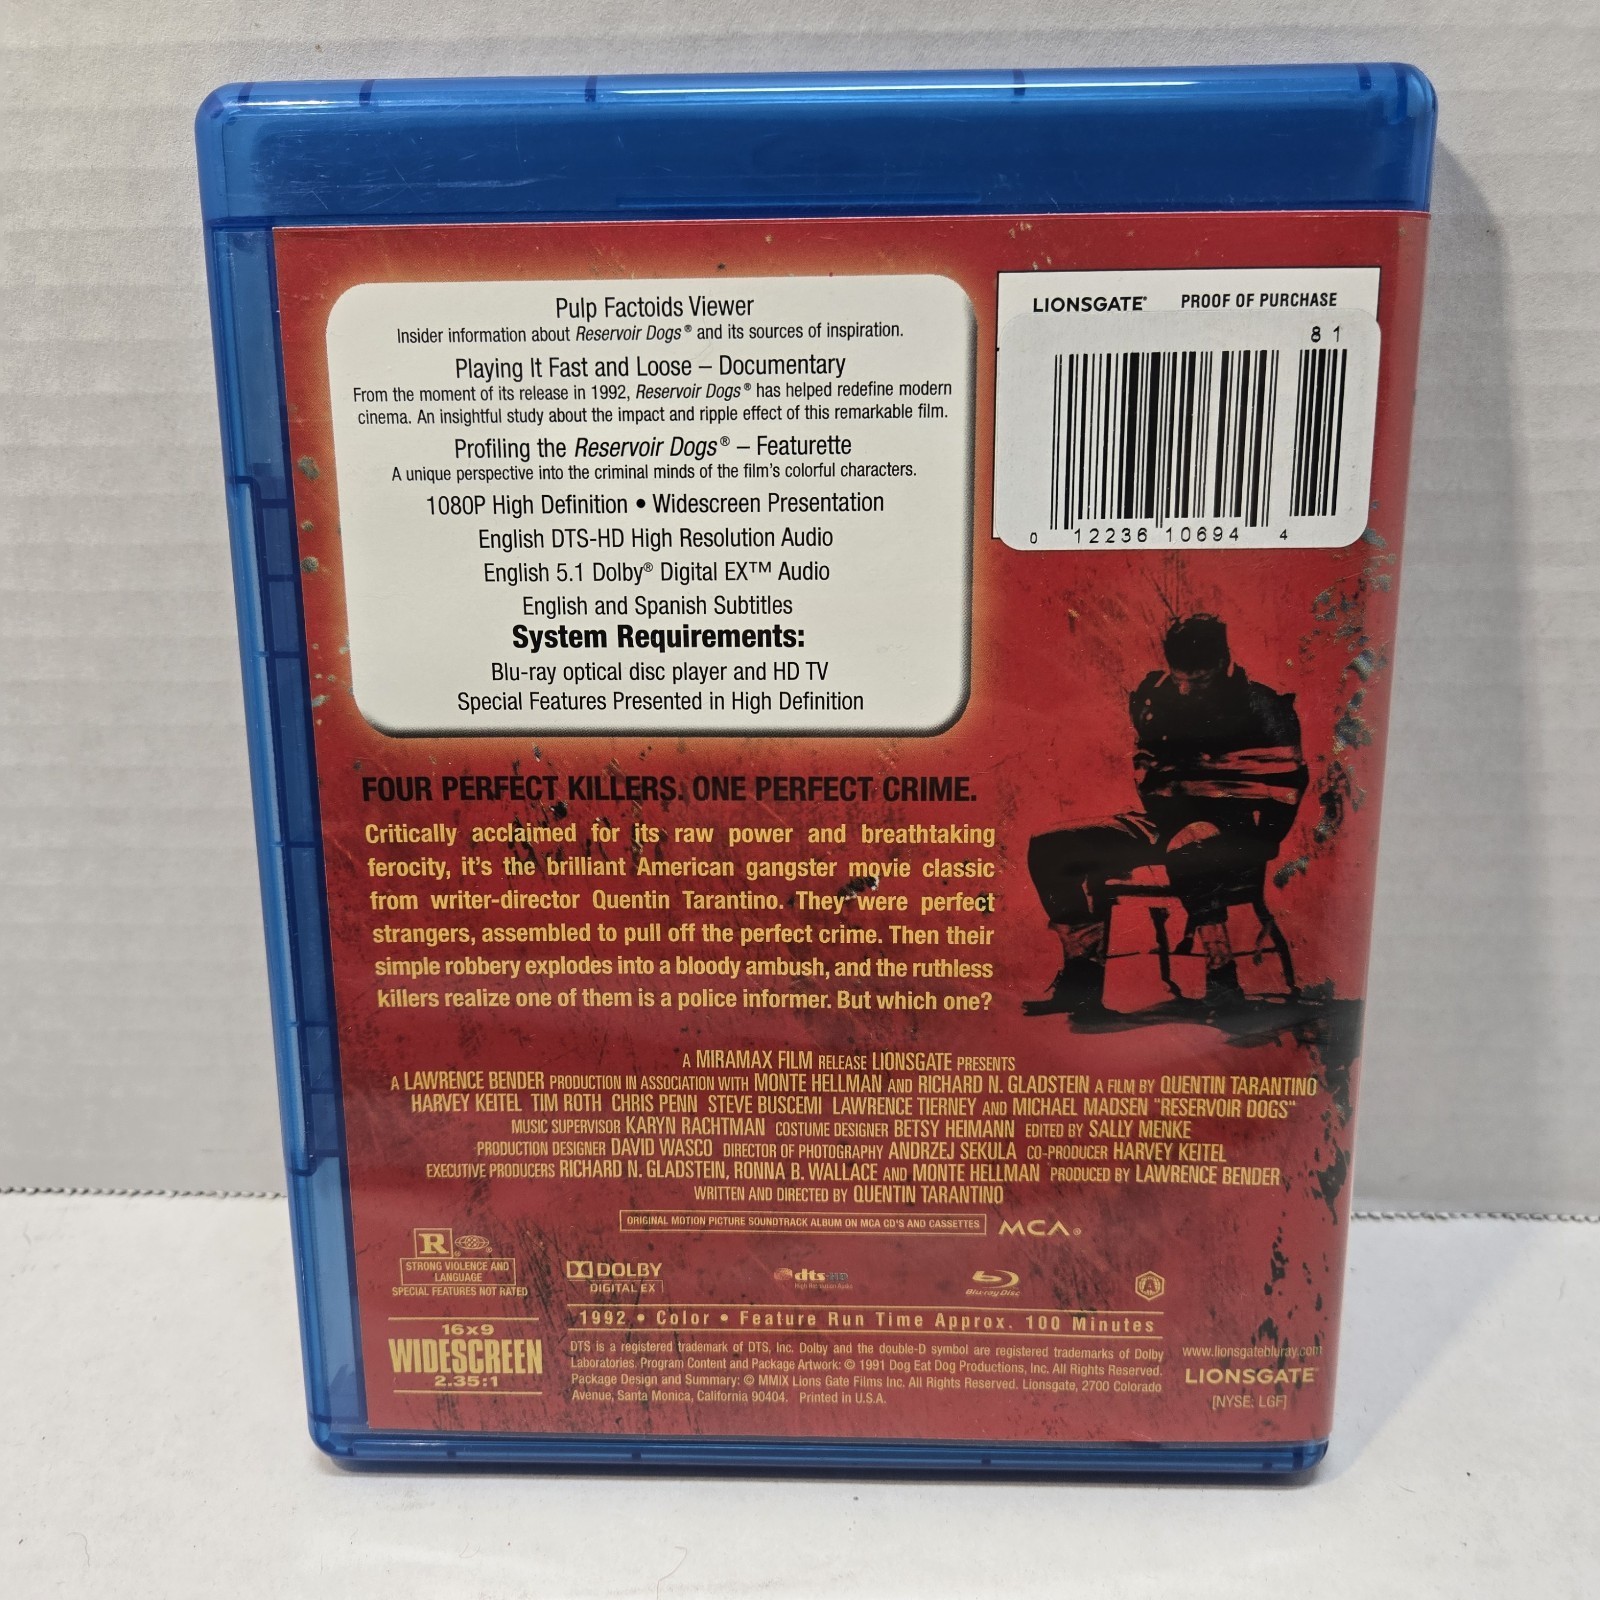 Pulp Factoids Viewer
Insider information about Reservoir Dogs® and its sources of inspiration.
Playing It Fast and Loose – Documentary
From the moment of its release in 1992, Reservoir Dogs® has helped redefine modern
cinema. An insightful study about the impact and ripple effect of this remarkable film.
Profiling the Reservoir Dogs® – Featurette
A unique perspective into the criminal minds of the film's colorful characters.
1080P High Definition • Widescreen Presentation
English DTS-HD High Resolution Audio
English 5.1 Dolby® Digital EX™ Audio
English and Spanish Subtitles
System Requirements:
Blu-ray optical disc player and HD TV
Special Features Presented in High Definition
LIONSGATE® PROOF OF PURCHASE
8 1
0 12236 10694 4
FOUR PERFECT KILLERS. ONE PERFECT CRIME.
Critically acclaimed for its raw power and breathtaking
ferocity, it's the brilliant American gangster movie classic
from writer-director Quentin Tarantino. They were perfect
strangers, assembled to pull off the perfect crime. Then their
simple robbery explodes into a bloody ambush, and the ruthless
killers realize one of them is a police informer. But which one?
A MIRAMAX FILM RELEASE LIONSGATE PRESENTS
A LAWRENCE BENDER PRODUCTION IN ASSOCIATION WITH MONTE HELLMAN AND RICHARD N. GLADSTEIN A FILM BY QUENTIN TARANTINO
HARVEY KEITEL TIM ROTH CHRIS PENN STEVE BUSCEMI LAWRENCE TIERNEY AND MICHAEL MADSEN "RESERVOIR DOGS"
MUSIC SUPERVISOR KARYN RACHTMAN COSTUME DESIGNER BETSY HEIMANN EDITED BY SALLY MENKE
PRODUCTION DESIGNER DAVID WASCO DIRECTOR OF PHOTOGRAPHY ANDRZEJ SEKULA CO-PRODUCER HARVEY KEITEL
EXECUTIVE PRODUCERS RICHARD N. GLADSTEIN, RONNA B. WALLACE AND MONTE HELLMAN PRODUCED BY LAWRENCE BENDER
WRITTEN AND DIRECTED BY QUENTIN TARANTINO
ORIGINAL MOTION PICTURE SOUNDTRACK ALBUM ON MCA CD'S AND CASSETTES MCA®
R
STRONG VIOLENCE AND
LANGUAGE
SPECIAL FEATURES NOT RATED
DOLBY
DIGITAL EX
dts-HD
High Resolution Audio
Blu-ray Disc
16x9
WIDESCREEN
2.35:1
1992 • Color • Feature Run Time Approx. 100 Minutes
DTS is a registered trademark of DTS, Inc. Dolby and the double-D symbol are registered trademarks of Dolby
Laboratories. Program Content and Package Artwork: © 1991 Dog Eat Dog Productions, Inc. All Rights Reserved.
Package Design and Summary: © MMIX Lions Gate Films Inc. All Rights Reserved. Lionsgate, 2700 Colorado
Avenue, Santa Monica, California 90404. Printed in U.S.A.
www.lionsgatebluray.com
LIONSGATE®
[NYSE: LGF]